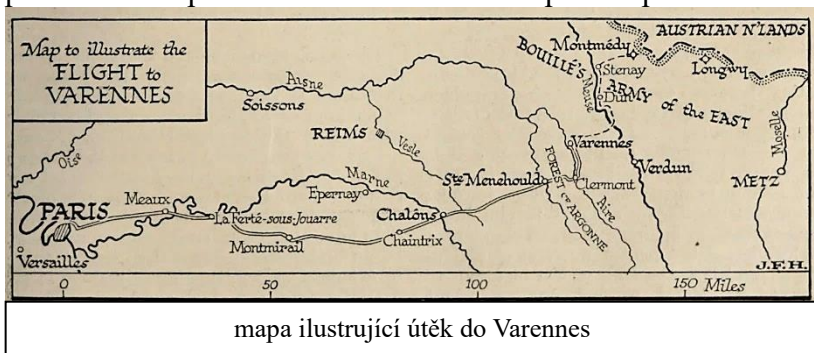 Map to illustrate the
FLIGHT to
VARENNES
AUSTRIAN N'LANDS
BOUILLÉ'S
Montmédy
Longwy
Stenay
Meuse
Dun
ARMY of the EAST
Aisne
Soissons
REIMS
Vesle
Oise
Varennes
Verdun
Moselle
METZ
Marne
Epernay
Ste Menehould
FOREST OF ARGONNE
Clermont
Aire
Meaux
PARIS
La Ferté-sous-Jouarre
Chalôns
Montmirail
Chaintrix
Versailles
J.F.H.
0 50 100 150 Miles
mapa ilustrující útěk do Varennes